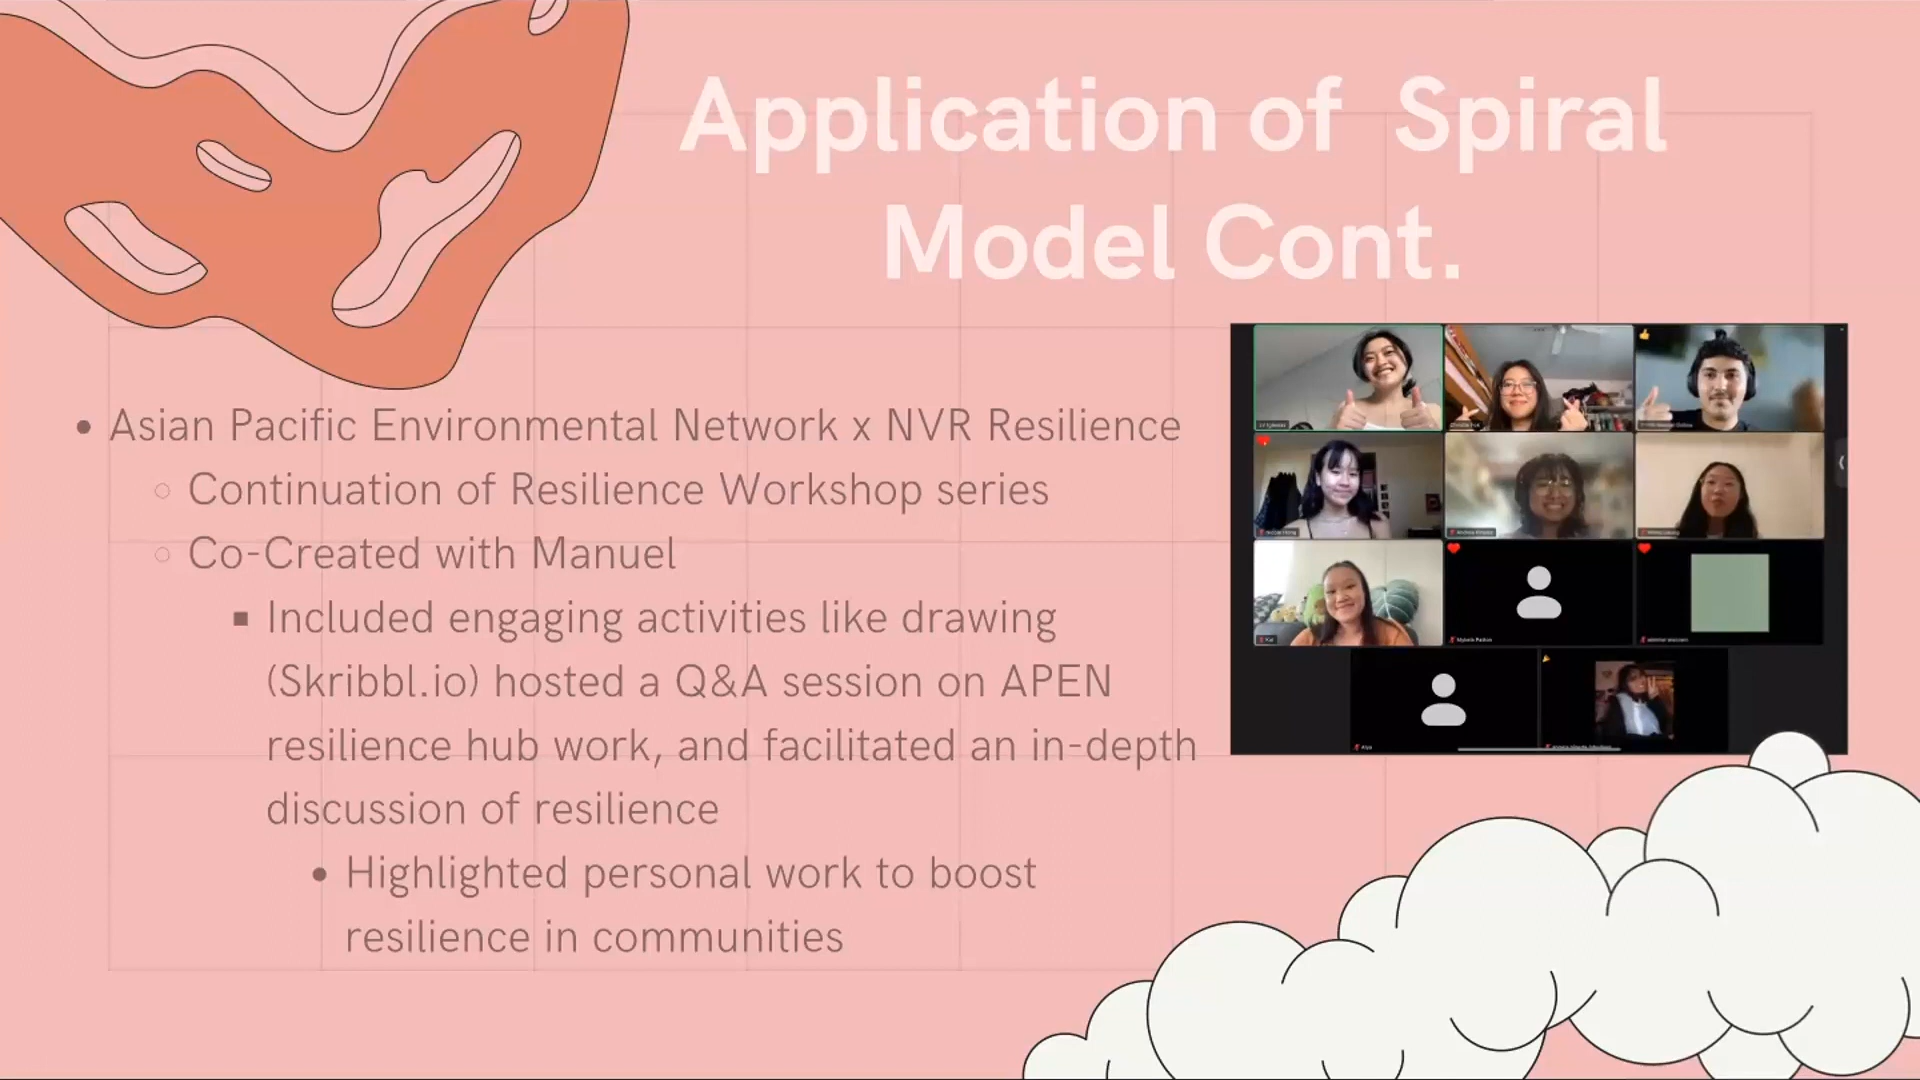 Application of Spiral
Model Cont.
• Asian Pacific Environmental Network x NVR Resilience
○ Continuation of Resilience Workshop series
○ Co-Created with Manuel
▪ Included engaging activities like drawing
(Skribbl.io) hosted a Q&A session on APEN
resilience hub work, and facilitated an in-depth
discussion of resilience
• Highlighted personal work to boost
resilience in communities
Kai